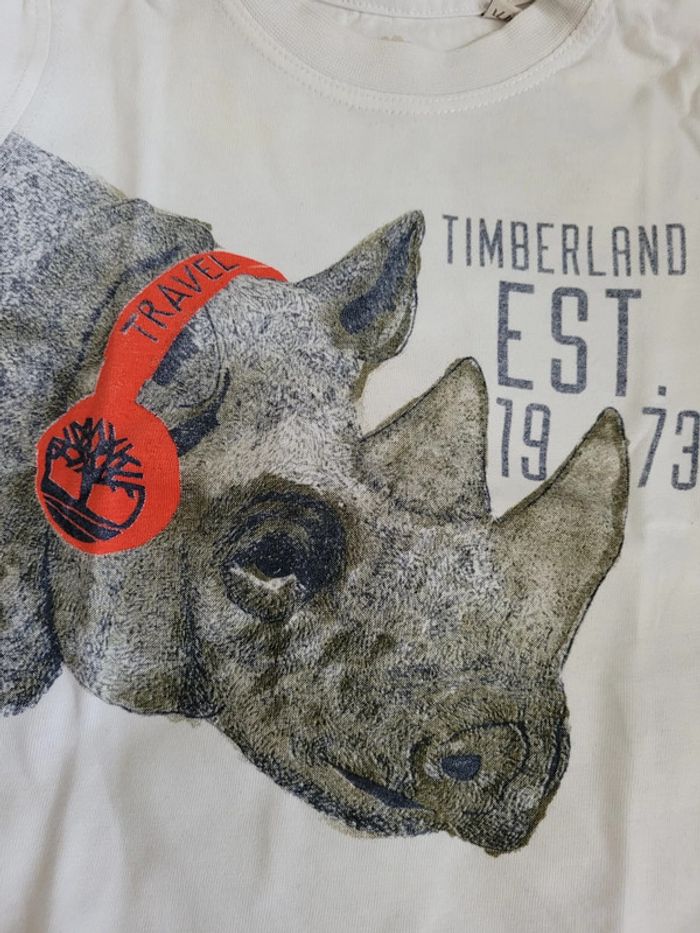 TIMBERLAND
EST.
19 73
TRAVEL